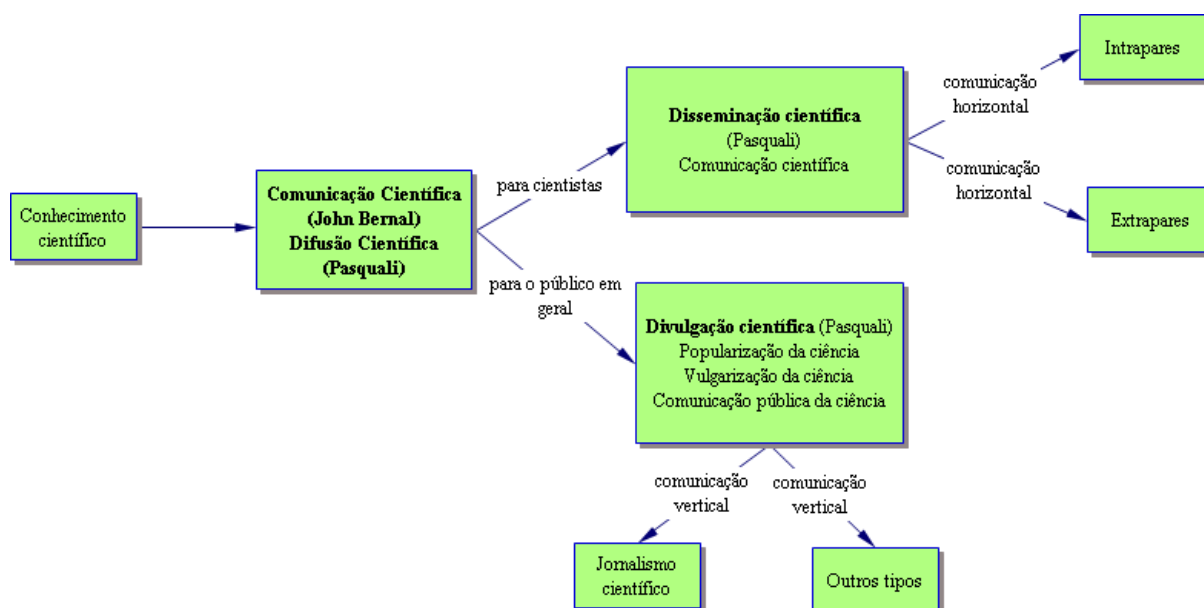 Conhecimento
científico
Comunicação Científica
(John Bernal)
Difusão Científica
(Pasquali)
para cientistas
Disseminação científica
(Pasquali)
Comunicação científica
comunicação
horizontal
Intrapares
comunicação
horizontal
Extrapares
para o público em
geral
Divulgação científica (Pasquali)
Popularização da ciência
Vulgarização da ciência
Comunicação pública da ciência
comunicação
vertical
Jornalismo
científico
comunicação
vertical
Outros tipos